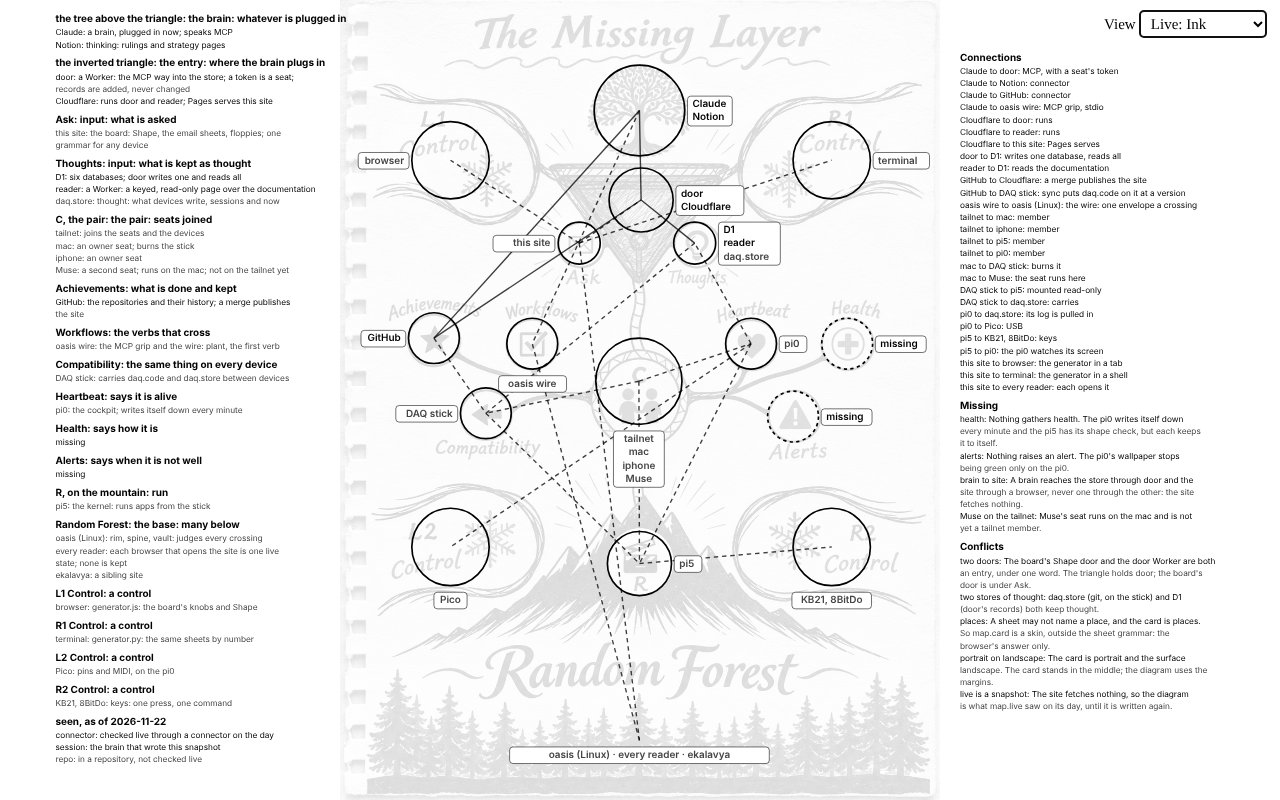 the tree above the triangle: the brain: whatever is plugged in
Claude: a brain, plugged in now; speaks MCP
Notion: thinking: rulings and strategy pages
the inverted triangle: the entry: where the brain plugs in
door: a Worker: the MCP way into the store; a token is a seat;
records are added, never changed
Cloudflare: runs door and reader; Pages serves this site
Ask: input: what is asked
this site: the board: Shape, the email sheets, floppies; one
grammar for any device
Thoughts: input: what is kept as thought
D1: six databases; door writes one and reads all
reader: a Worker: a keyed, read-only page over the documentation
daq.store: thought: what devices write, sessions and now
C, the pair: the pair: seats joined
tailnet: joins the seats and the devices
mac: an owner seat; burns the stick
iphone: an owner seat
Muse: a second seat; runs on the mac; not on the tailnet yet
Achievements: what is done and kept
GitHub: the repositories and their history; a merge publishes
the site
Workflows: the verbs that cross
oasis wire: the MCP grip and the wire: plant, the first verb
Compatibility: the same thing on every device
DAQ stick: carries daq.code and daq.store between devices
Heartbeat: says it is alive
pi0: the cockpit; writes itself down every minute
Health: says how it is
missing
Alerts: says when it is not well
missing
R, on the mountain: run
pi5: the kernel: runs apps from the stick
Random Forest: the base: many below
oasis (Linux): rim, spine, vault: judges every crossing
every reader: each browser that opens the site is one live
state; none is kept
ekalavya: a sibling site
L1 Control: a control
browser: generator.js: the board's knobs and Shape
R1 Control: a control
terminal: generator.py: the same sheets by number
L2 Control: a control
Pico: pins and MIDI, on the pi0
R2 Control: a control
KB21, 8BitDo: keys: one press, one command
seen, as of 2026-11-22
connector: checked live through a connector on the day
session: the brain that wrote this snapshot
repo: in a repository, not checked live
The Missing Layer
Claude
Notion
L1
Control
R1
Control
browser
terminal
door
Cloudflare
this site
D1
reader
daq.store
Ask
Thoughts
Achievements
Workflows
Heartbeat
Health
GitHub
pi0
missing
oasis wire
C
DAQ stick
missing
Compatibility
Alerts
tailnet
mac
iphone
Muse
L2
Control
R2
Control
pi5
R
Pico
KB21, 8BitDo
Random Forest
oasis (Linux) · every reader · ekalavya
View
Live: Ink
Connections
Claude to door: MCP, with a seat's token
Claude to Notion: connector
Claude to GitHub: connector
Claude to oasis wire: MCP grip, stdio
Cloudflare to door: runs
Cloudflare to reader: runs
Cloudflare to this site: Pages serves
door to D1: writes one database, reads all
reader to D1: reads the documentation
GitHub to Cloudflare: a merge publishes the site
GitHub to DAQ stick: sync puts daq.code on it at a version
oasis wire to oasis (Linux): the wire: one envelope a crossing
tailnet to mac: member
tailnet to iphone: member
tailnet to pi5: member
tailnet to pi0: member
mac to DAQ stick: burns it
mac to Muse: the seat runs here
DAQ stick to pi5: mounted read-only
DAQ stick to daq.store: carries
pi0 to daq.store: its log is pulled in
pi0 to Pico: USB
pi5 to KB21, 8BitDo: keys
pi5 to pi0: the pi0 watches its screen
this site to browser: the generator in a tab
this site to terminal: the generator in a shell
this site to every reader: each opens it
Missing
health: Nothing gathers health. The pi0 writes itself down
every minute and the pi5 has its shape check, but each keeps
it to itself.
alerts: Nothing raises an alert. The pi0's wallpaper stops
being green only on the pi0.
brain to site: A brain reaches the store through door and the
site through a browser, never one through the other: the site
fetches nothing.
Muse on the tailnet: Muse's seat runs on the mac and is not
yet a tailnet member.
Conflicts
two doors: The board's Shape door and the door Worker are both
an entry, under one word. The triangle holds door; the board's
door is under Ask.
two stores of thought: daq.store (git, on the stick) and D1
(door's records) both keep thought.
places: A sheet may not name a place, and the card is places.
So map.card is a skin, outside the sheet grammar: the
browser's answer only.
portrait on landscape: The card is portrait and the surface
landscape. The card stands in the middle; the diagram uses the
margins.
live is a snapshot: The site fetches nothing, so the diagram
is what map.live saw on its day, until it is written again.